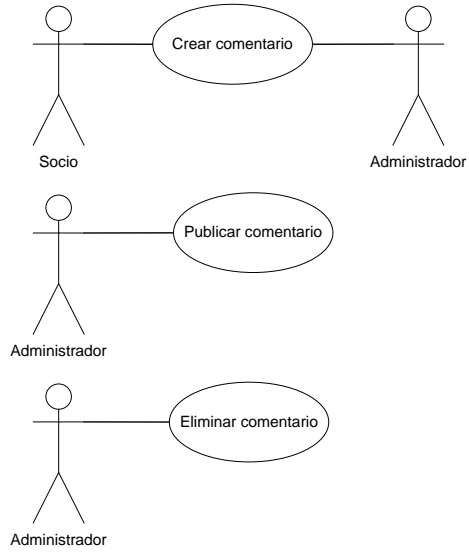 Crear comentario
Socio
Administrador
Publicar comentario
Administrador
Eliminar comentario
Administrador